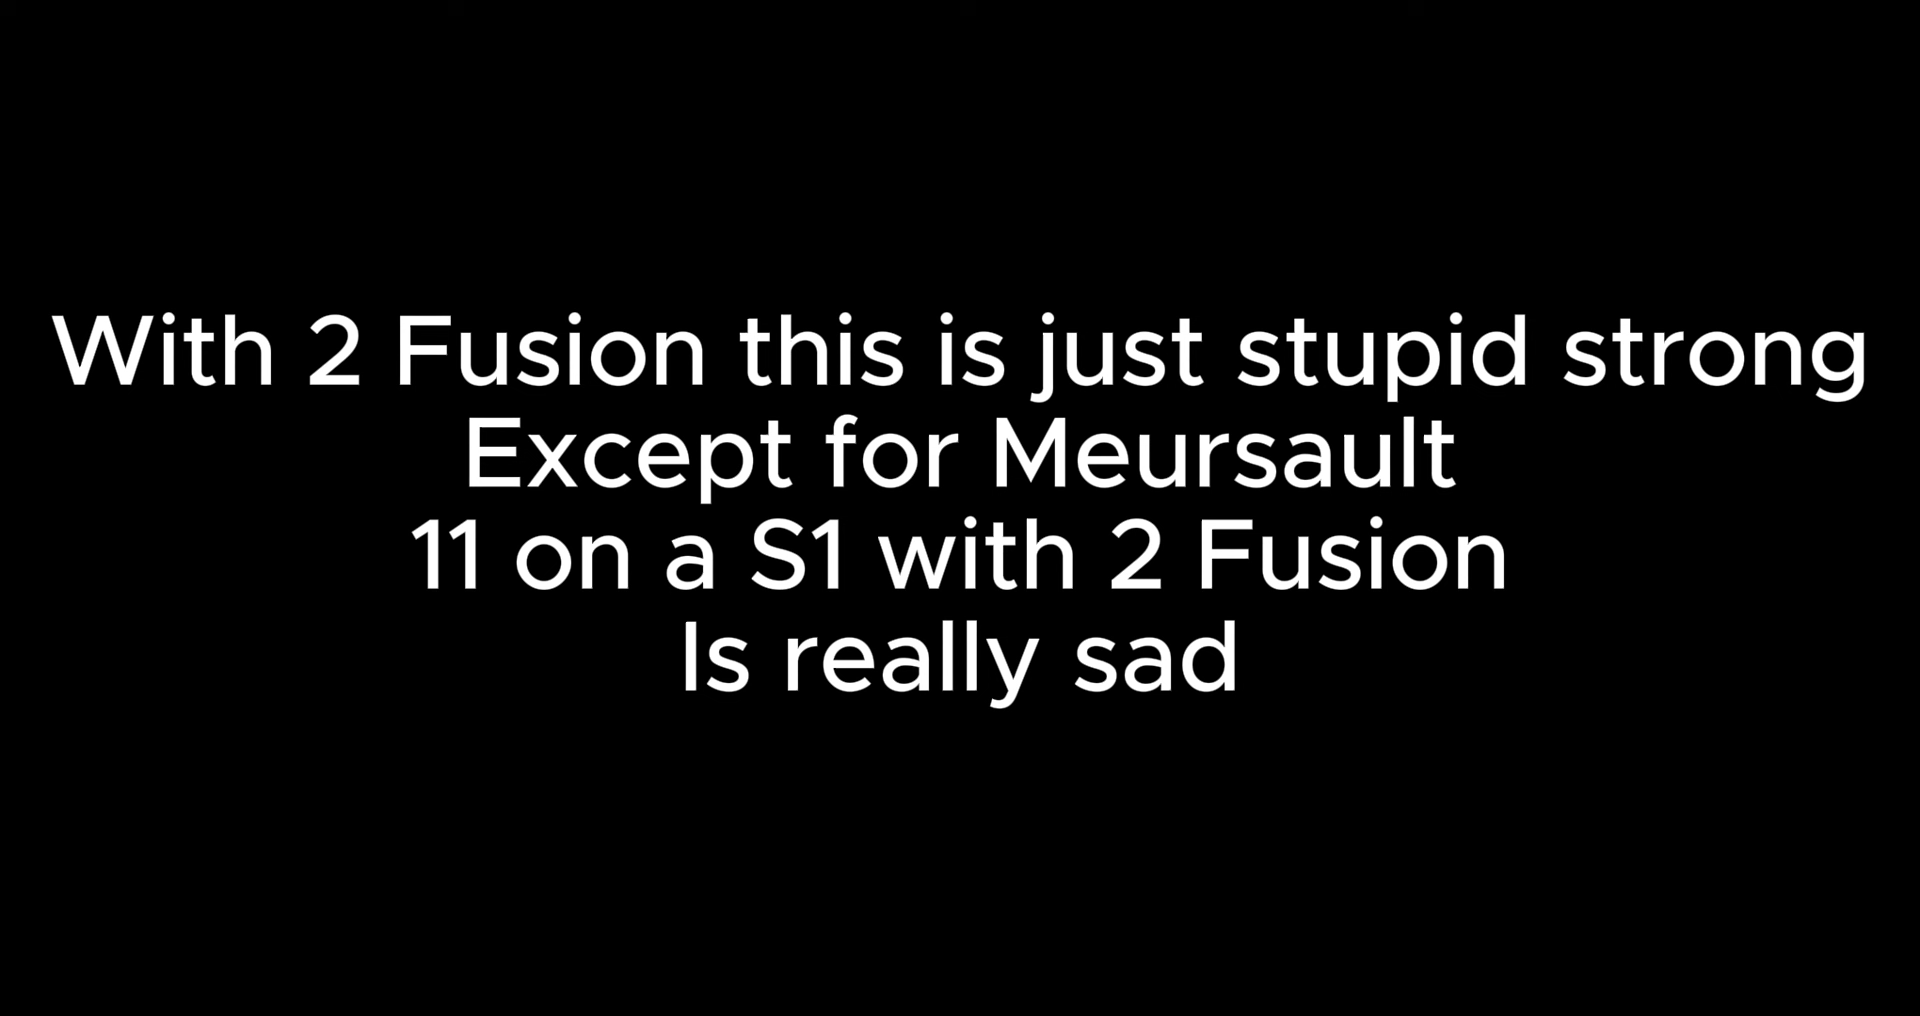 With 2 Fusion this is just stupid strong
Except for Meursault
11 on a S1 with 2 Fusion
Is really sad